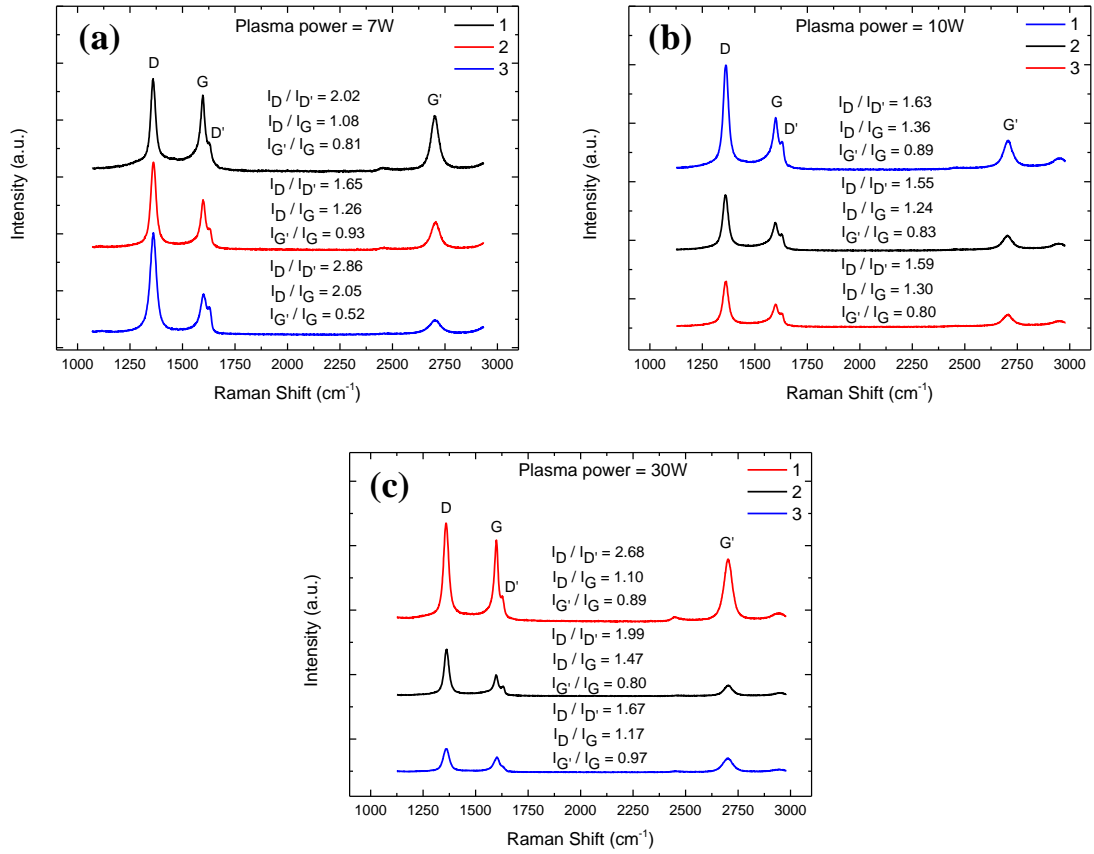 (a)
Plasma power = 7W
1
2
3
D
G
D'
G'
I_D / I_D' = 2.02
I_D / I_G = 1.08
I_G' / I_G = 0.81
I_D / I_D' = 1.65
I_D / I_G = 1.26
I_G' / I_G = 0.93
I_D / I_D' = 2.86
I_D / I_G = 2.05
I_G' / I_G = 0.52
Intensity (a.u.)
1000 1250 1500 1750 2000 2250 2500 2750 3000
Raman Shift (cm⁻¹)
(b)
Plasma power = 10W
1
2
3
D
G
D'
G'
I_D / I_D' = 1.63
I_D / I_G = 1.36
I_G' / I_G = 0.89
I_D / I_D' = 1.55
I_D / I_G = 1.24
I_G' / I_G = 0.83
I_D / I_D' = 1.59
I_D / I_G = 1.30
I_G' / I_G = 0.80
Intensity (a.u.)
1000 1250 1500 1750 2000 2250 2500 2750 3000
Raman Shift (cm⁻¹)
(c)
Plasma power = 30W
1
2
3
D
G
D'
G'
I_D / I_D' = 2.68
I_D / I_G = 1.10
I_G' / I_G = 0.89
I_D / I_D' = 1.99
I_D / I_G = 1.47
I_G' / I_G = 0.80
I_D / I_D' = 1.67
I_D / I_G = 1.17
I_G' / I_G = 0.97
Intensity (a.u.)
1000 1250 1500 1750 2000 2250 2500 2750 3000
Raman Shift (cm⁻¹)